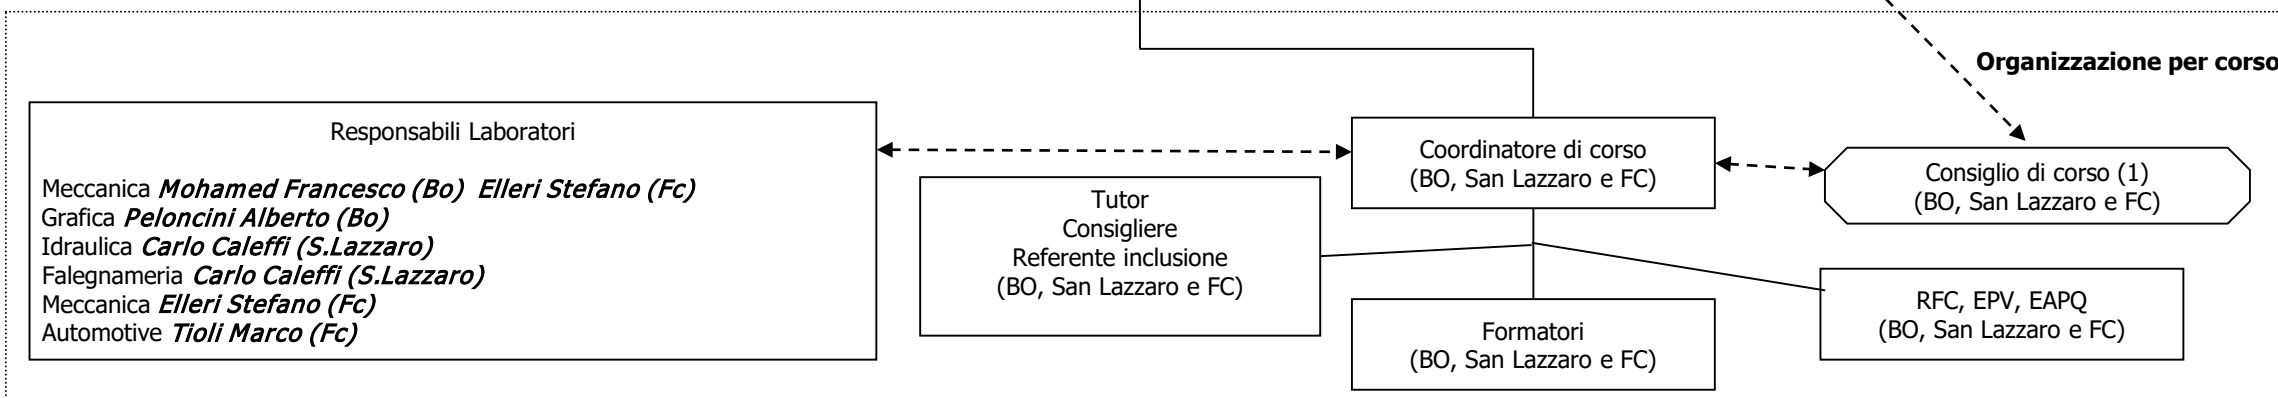 Organizzazione per corso
Responsabili Laboratori
Meccanica Mohamed Francesco (Bo)  Elleri Stefano (Fc)
Grafica Peloncini Alberto (Bo)
Idraulica Carlo Caleffi (S.Lazzaro)
Falegnameria Carlo Caleffi (S.Lazzaro)
Meccanica Elleri Stefano (Fc)
Automotive Tioli Marco (Fc)
Coordinatore di corso
(BO, San Lazzaro e FC)
Consiglio di corso (1)
(BO, San Lazzaro e FC)
Tutor
Consigliere
Referente inclusione
(BO, San Lazzaro e FC)
Formatori
(BO, San Lazzaro e FC)
RFC, EPV, EAPQ
(BO, San Lazzaro e FC)